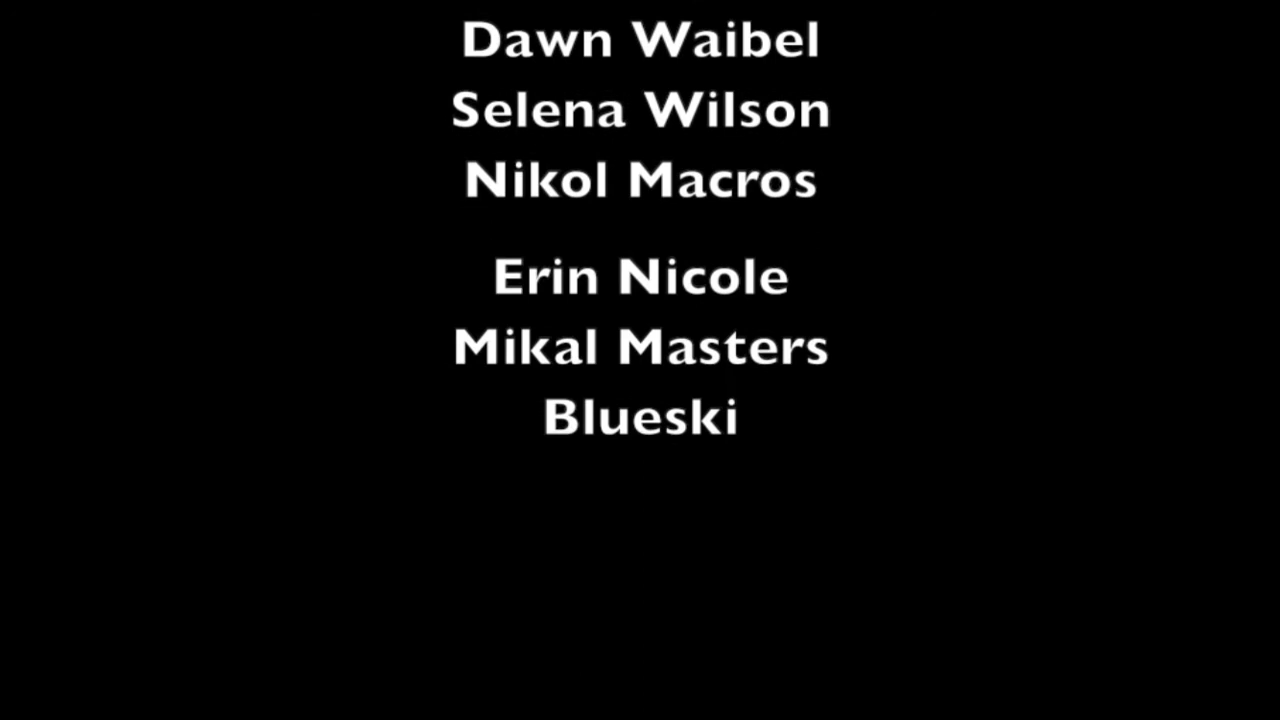 Dawn Waibel
Selena Wilson
Nikol Macros
Erin Nicole
Mikal Masters
Blueski